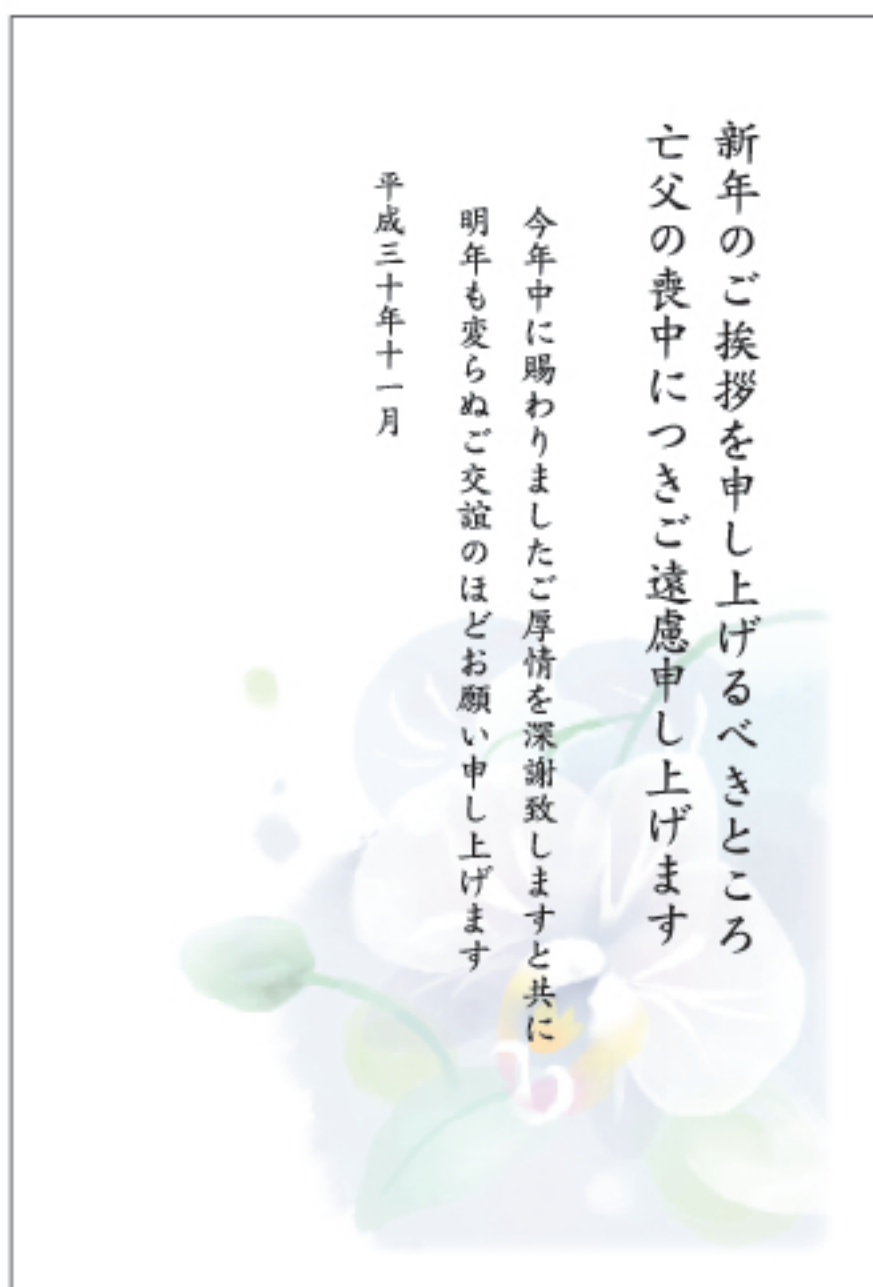 新年のご挨拶を申し上げるべきところ
亡父の喪中につきご遠慮申し上げます
今年中に賜わりましたご厚情を深謝致しますと共に
明年も変らぬご交誼のほどお願い申し上げます
平成三十年十一月